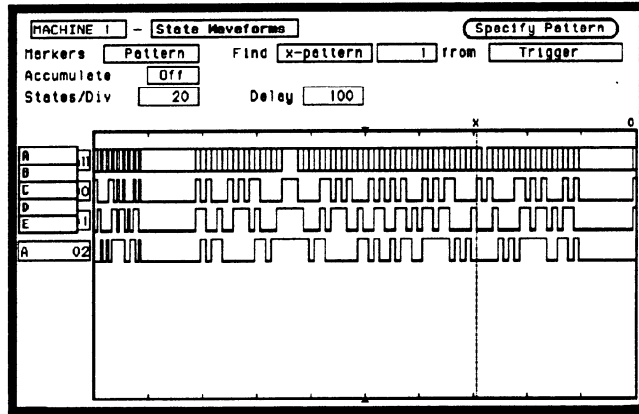 MACHINE 1 - State Waveforms Specify Pattern
Markers Pattern Find x-pattern 1 from Trigger
Accumulate Off
States/Div 20 Delay 100
X O
A
B
C
D
E
A 02